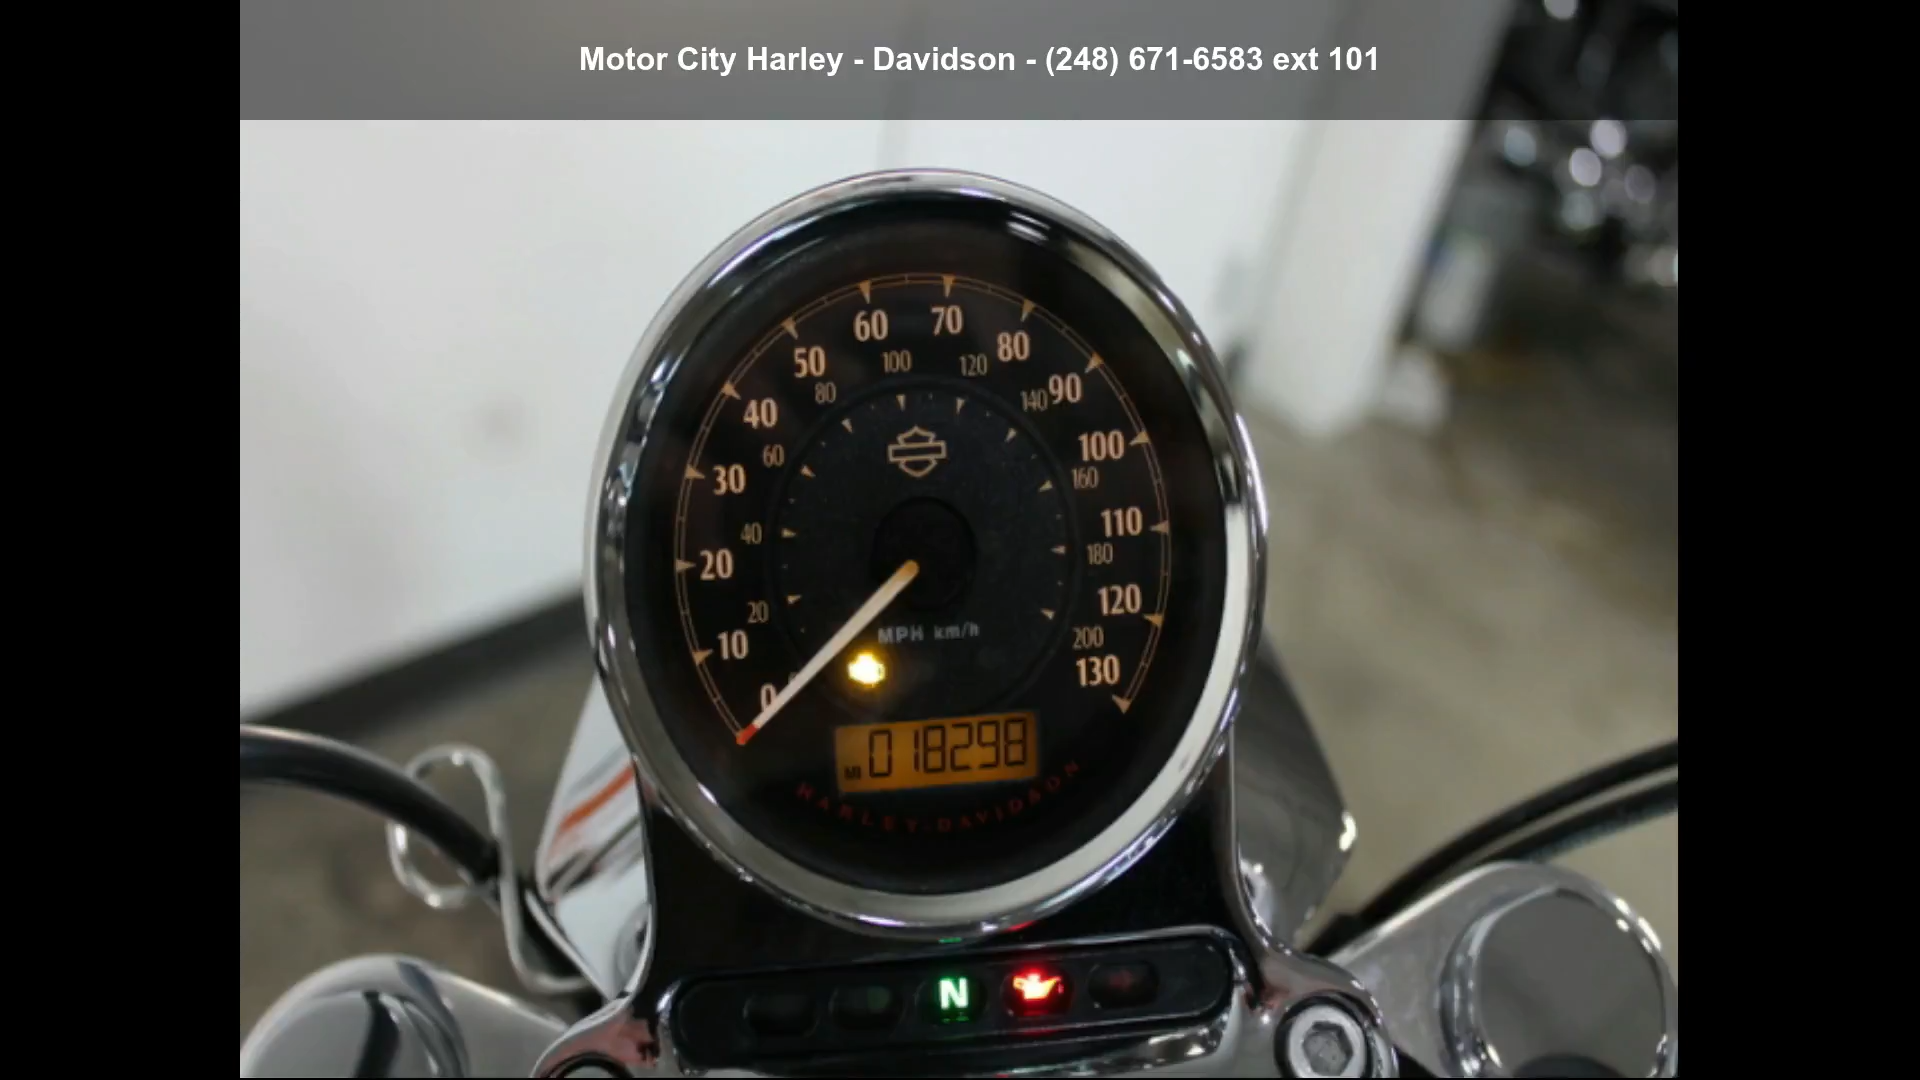 Motor City Harley - Davidson - (248) 671-6583 ext 101
60 70
50 80
100 120
80 140 90
40 100
60 160
30 110
40 180
20 120
20 200
MPH km/h
10 130
0
MI 018298
HARLEY-DAVIDSON
N